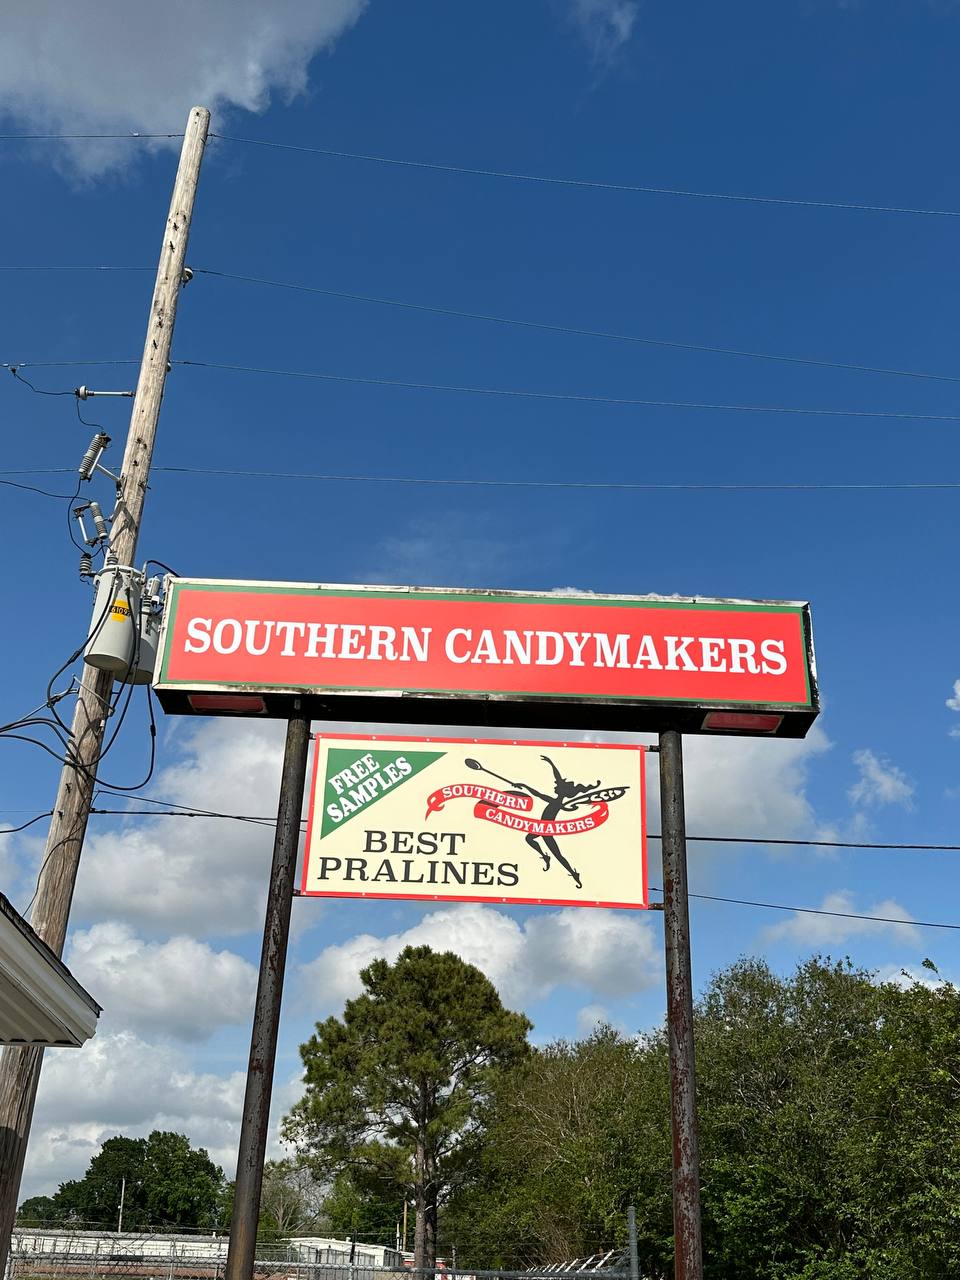 SOUTHERN CANDYMAKERS
FREE
SAMPLES
SOUTHERN
CANDYMAKERS
BEST
PRALINES